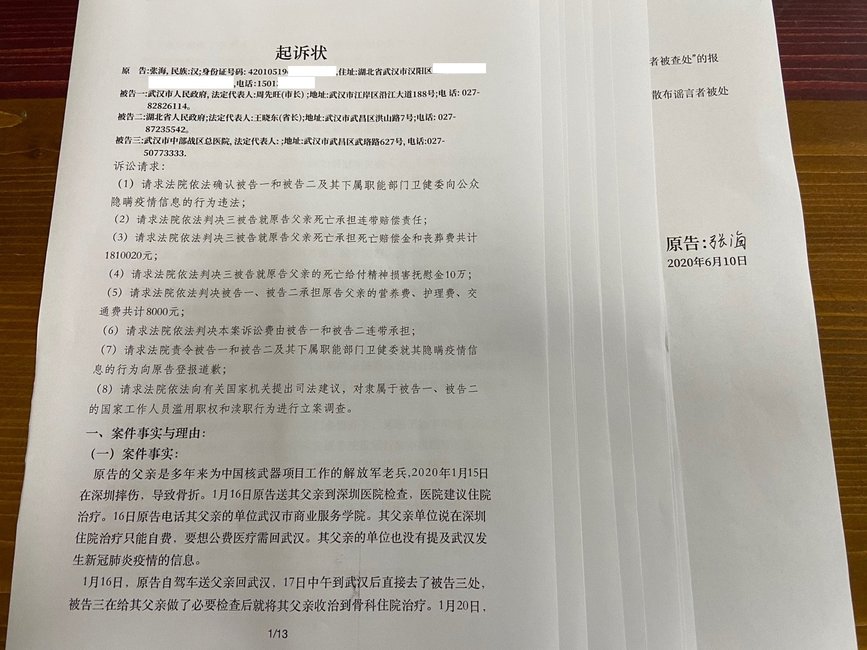 起诉状
原 告:张海,民族:汉;身份证号码: 42010519 ,住址:湖北省武汉市汉阳区
,电话:1501
被告一:武汉市人民政府, 法定代表人:周先旺(市长) ;地址:武汉市江岸区沿江大道188号;电 话: 027-
82826114。
被告二:湖北省人民政府;法定代表人:王晓东(省长);地址:武汉市武昌区洪山路7号;电话: 027-
87235542。
被告三:武汉市中部战区总医院, 法定代表人: ;地址:武汉市武昌区武珞路627号, 电话:027-
50773333.
诉讼请求:
(1)请求法院依法确认被告一和被告二及其下属职能部门卫健委向公众
隐瞒疫情信息的行为违法;
(2)请求法院依法判决三被告就原告父亲死亡承担连带赔偿责任;
(3)请求法院依法判决三被告就原告父亲死亡承担死亡赔偿金和丧葬费共计
1810020元;
(4)请求法院依法判决三被告就原告父亲的死亡给付精神损害抚慰金10万;
(5)请求法院依法判决被告一、被告二承担原告父亲的营养费、护理费、交
通费共计8000元;
(6)请求法院依法判决本案诉讼费由被告一和被告二连带承担;
(7)请求法院责令被告一和被告二及其下属职能部门卫健委就其隐瞒疫情信
息的行为向原告登报道歉;
(8)请求法院依法向有关国家机关提出司法建议,对隶属于被告一、被告二
的国家工作人员滥用职权和渎职行为进行立案调查。
一、案件事实与理由:
(一)案件事实:
原告的父亲是多年来为中国核武器项目工作的解放军老兵,2020年1月15日
在深圳摔伤,导致骨折。1月16日原告送其父亲到深圳医院检查,医院建议住院
治疗。16日原告电话其父亲的单位武汉市商业服务学院。其父亲单位说在深圳
住院治疗只能自费,要想公费医疗需回武汉。其父亲的单位也没有提及武汉发
生新冠肺炎疫情的信息。
1月16日,原告自驾车送父亲回武汉,17日中午到武汉后直接去了被告三处,
被告三在给其父亲做了必要检查后就将其父亲收治到骨科住院治疗。1月20日,
1/13
者被查处”的报
散布谣言者被处
原告:张海
2020年6月10日